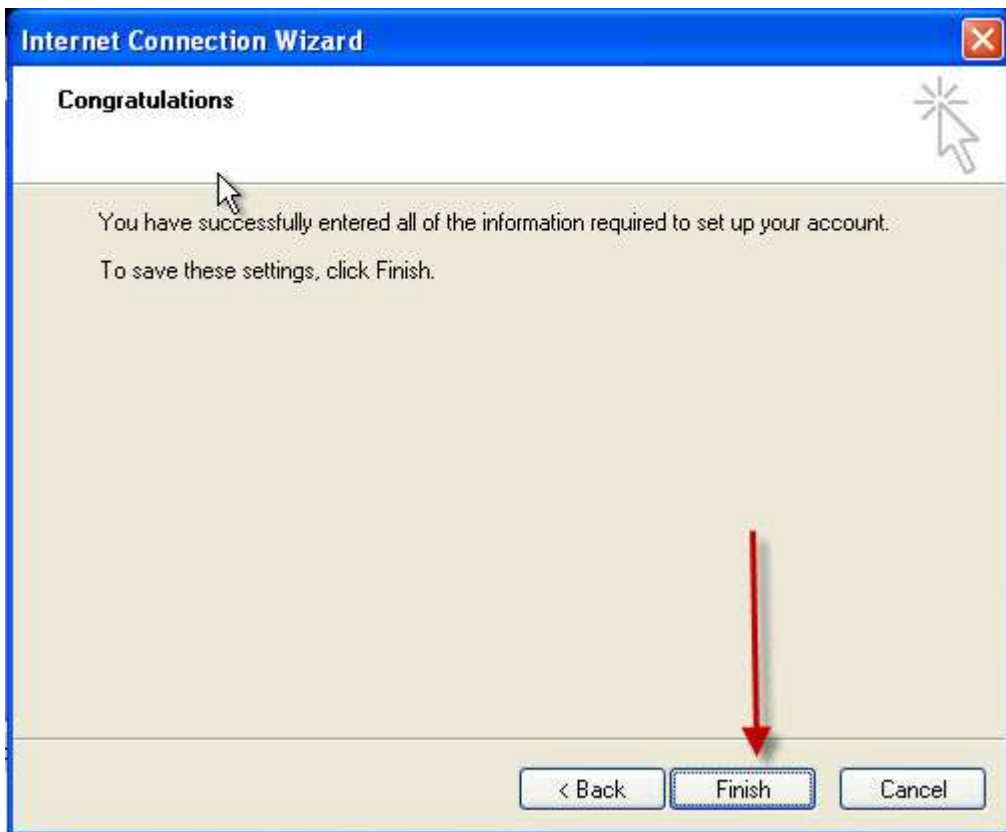 Internet Connection Wizard
Congratulations
You have successfully entered all of the information required to set up your account.
To save these settings, click Finish.
< Back Finish Cancel